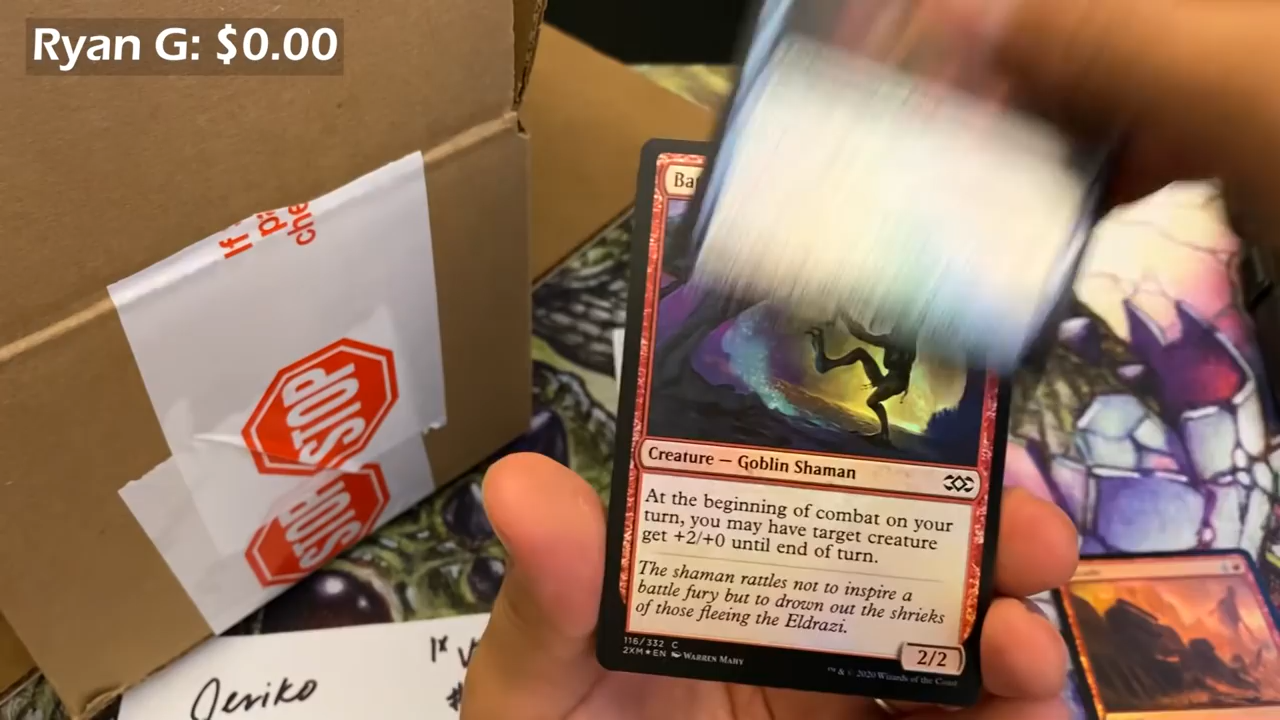 Ryan G: $0.00
If
STOP
STOP
Creature — Goblin Shaman
At the beginning of combat on your
turn, you may have target creature
get +2/+0 until end of turn.
The shaman rattles not to inspire a
battle fury but to drown out the shrieks
of those fleeing the Eldrazi.
116/332 C
2XM★EN WARREN MAHY
™ & © 2020 Wizards of the Coast
2/2
1x
Jeriko